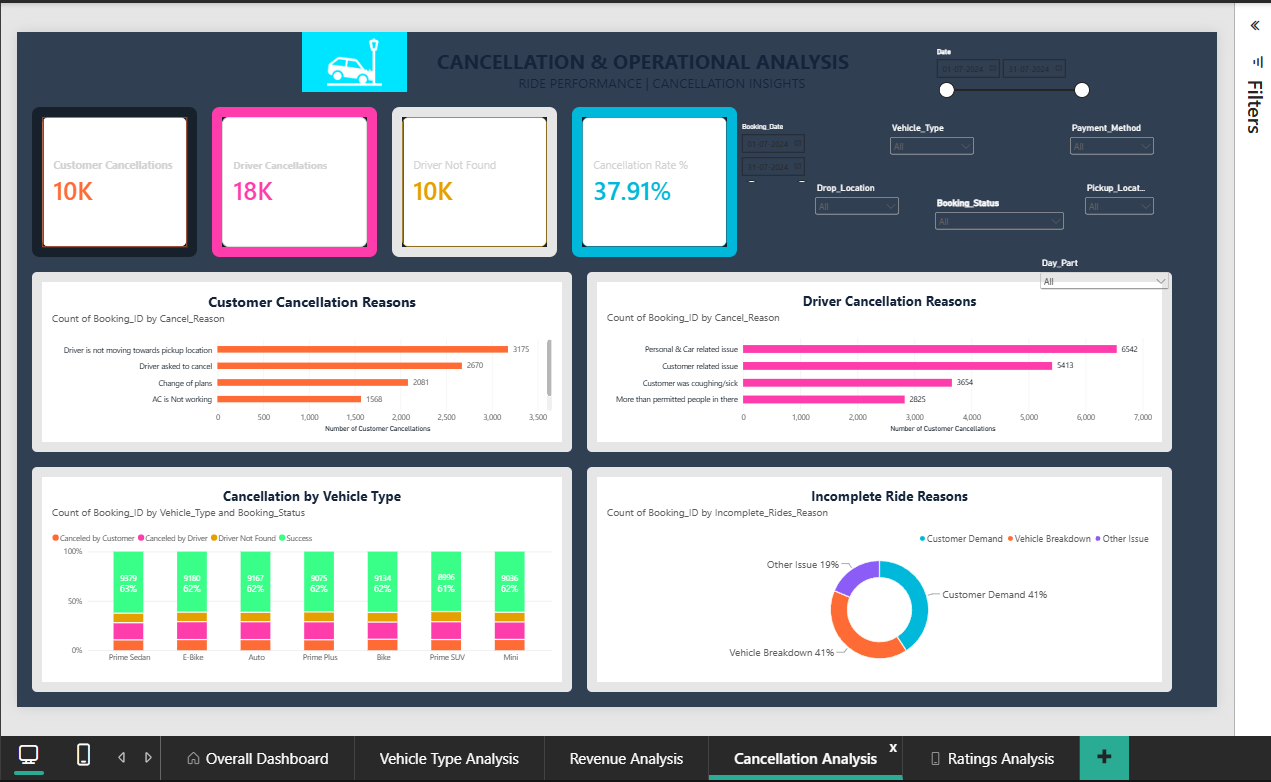 CANCELLATION & OPERATIONAL ANALYSIS
RIDE PERFORMANCE | CANCELLATION INSIGHTS
Date
01-07-2024
31-07-2024
Filters
Customer Cancellations
10K
Driver Cancellations
18K
Driver Not Found
10K
Cancellation Rate %
37.91%
Booking_Date
01-07-2024
31-07-2024
Vehicle_Type
All
Payment_Method
All
Drop_Location
All
Booking_Status
All
Pickup_Locat...
All
Day_Part
All
Customer Cancellation Reasons
Count of Booking_ID by Cancel_Reason
Driver is not moving towards pickup location 3175
Driver asked to cancel 2670
Change of plans 2081
AC is Not working 1568
0 500 1,000 1,500 2,000 2,500 3,000 3,500
Number of Customer Cancellations
Driver Cancellation Reasons
Count of Booking_ID by Cancel_Reason
Personal & Car related issue 6542
Customer related issue 5413
Customer was coughing/sick 3654
More than permitted people in there 2825
0 1,000 2,000 3,000 4,000 5,000 6,000 7,000
Number of Customer Cancellations
Cancellation by Vehicle Type
Count of Booking_ID by Vehicle_Type and Booking_Status
Canceled by Customer Canceled by Driver Driver Not Found Success
100%
50%
0%
9379 9180 9167 9075 9134 8996 9036
63% 62% 62% 62% 62% 61% 62%
Prime Sedan E-Bike Auto Prime Plus Bike Prime SUV Mini
Incomplete Ride Reasons
Count of Booking_ID by Incomplete_Rides_Reason
Customer Demand Vehicle Breakdown Other Issue
Other Issue 19%
Customer Demand 41%
Vehicle Breakdown 41%
Overall Dashboard
Vehicle Type Analysis
Revenue Analysis
Cancellation Analysis x
Ratings Analysis
+